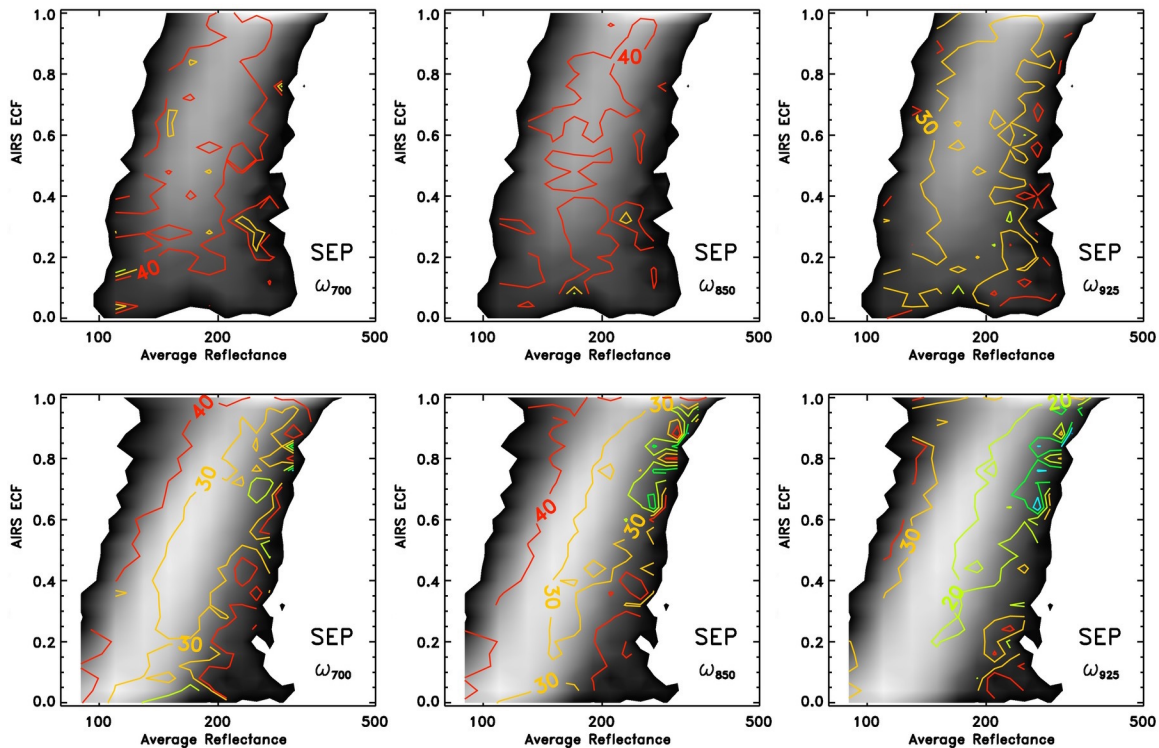 1.0 1.0 1.0
40
0.8 0.8 0.8
AIRS ECF AIRS ECF AIRS ECF
0.6 0.6 30 0.6
0.4 0.4 0.4
0.2 SEP 0.2 SEP 0.2 SEP
40
ω700 ω850 ω925
0.0 0.0 0.0
100 200 500 100 200 500 100 200 500
Average Reflectance Average Reflectance Average Reflectance
1.0 40 1.0 30 1.0 20
0.8 0.8 0.8
30
AIRS ECF AIRS ECF AIRS ECF
0.6 40 30 0.6 30
0.6
0.4 0.4 30 0.4 20
0.2 30 SEP 0.2 SEP 0.2 SEP
ω700 ω850 ω925
0.0 0.0 30 0.0
100 200 500 100 200 500 100 200 500
Average Reflectance Average Reflectance Average Reflectance